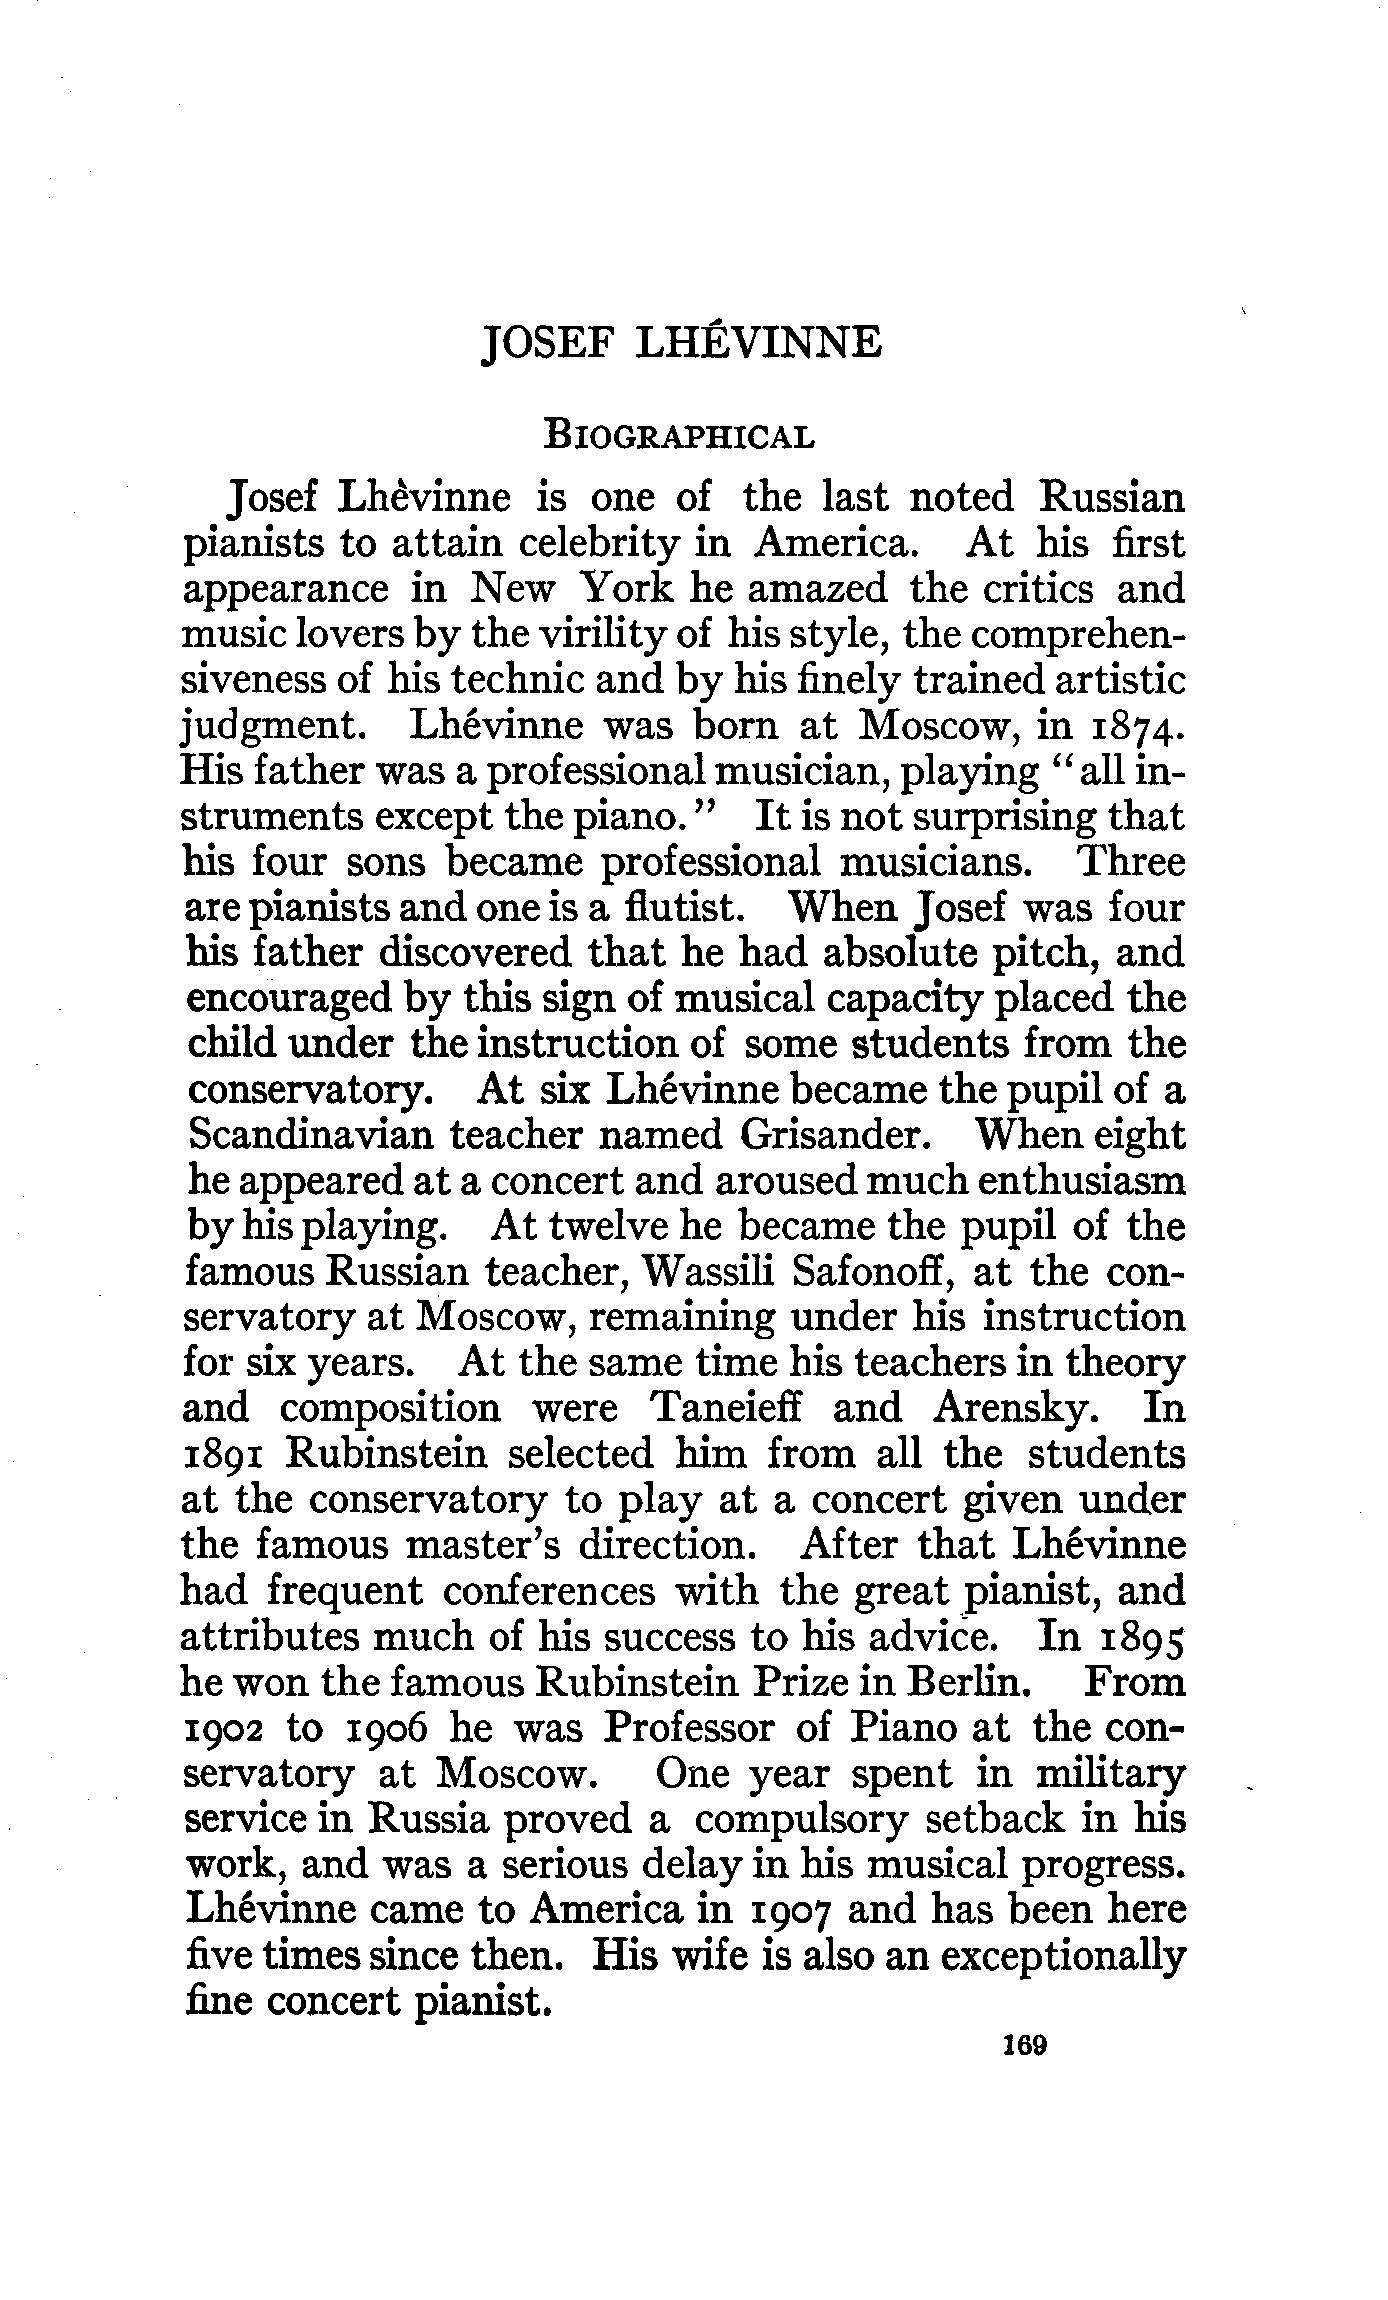 JOSEF LHÉVINNE
BIOGRAPHICAL
Josef Lhèvinne is one of the last noted Russian
pianists to attain celebrity in America. At his first
appearance in New York he amazed the critics and
music lovers by the virility of his style, the comprehen-
siveness of his technic and by his finely trained artistic
judgment. Lhévinne was born at Moscow, in 1874.
His father was a professional musician, playing "all in-
struments except the piano." It is not surprising that
his four sons became professional musicians. Three
are pianists and one is a flutist. When Josef was four
his father discovered that he had absolute pitch, and
encouraged by this sign of musical capacity placed the
child under the instruction of some students from the
conservatory. At six Lhévinne became the pupil of a
Scandinavian teacher named Grisander. When eight
he appeared at a concert and aroused much enthusiasm
by his playing. At twelve he became the pupil of the
famous Russian teacher, Wassili Safonoff, at the con-
servatory at Moscow, remaining under his instruction
for six years. At the same time his teachers in theory
and composition were Taneieff and Arensky. In
1891 Rubinstein selected him from all the students
at the conservatory to play at a concert given under
the famous master's direction. After that Lhévinne
had frequent conferences with the great pianist, and
attributes much of his success to his advice. In 1895
he won the famous Rubinstein Prize in Berlin. From
1902 to 1906 he was Professor of Piano at the con-
servatory at Moscow. One year spent in military
service in Russia proved a compulsory setback in his
work, and was a serious delay in his musical progress.
Lhévinne came to America in 1907 and has been here
five times since then. His wife is also an exceptionally
fine concert pianist.
169